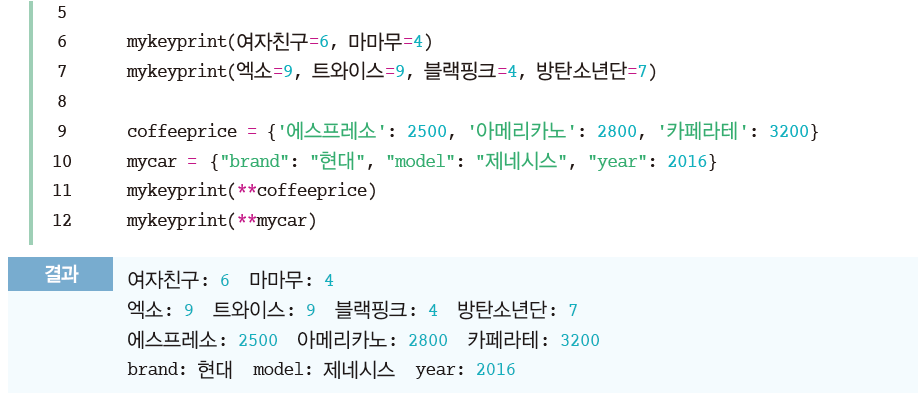 5
6 mykeyprint(여자친구=6, 마마무=4)
7 mykeyprint(엑소=9, 트와이스=9, 블랙핑크=4, 방탄소년단=7)
8
9 coffeeprice = {'에스프레소': 2500, '아메리카노': 2800, '카페라테': 3200}
10 mycar = {"brand": "현대", "model": "제네시스", "year": 2016}
11 mykeyprint(**coffeeprice)
12 mykeyprint(**mycar)
결과
여자친구: 6 마마무: 4
엑소: 9 트와이스: 9 블랙핑크: 4 방탄소년단: 7
에스프레소: 2500 아메리카노: 2800 카페라테: 3200
brand: 현대 model: 제네시스 year: 2016